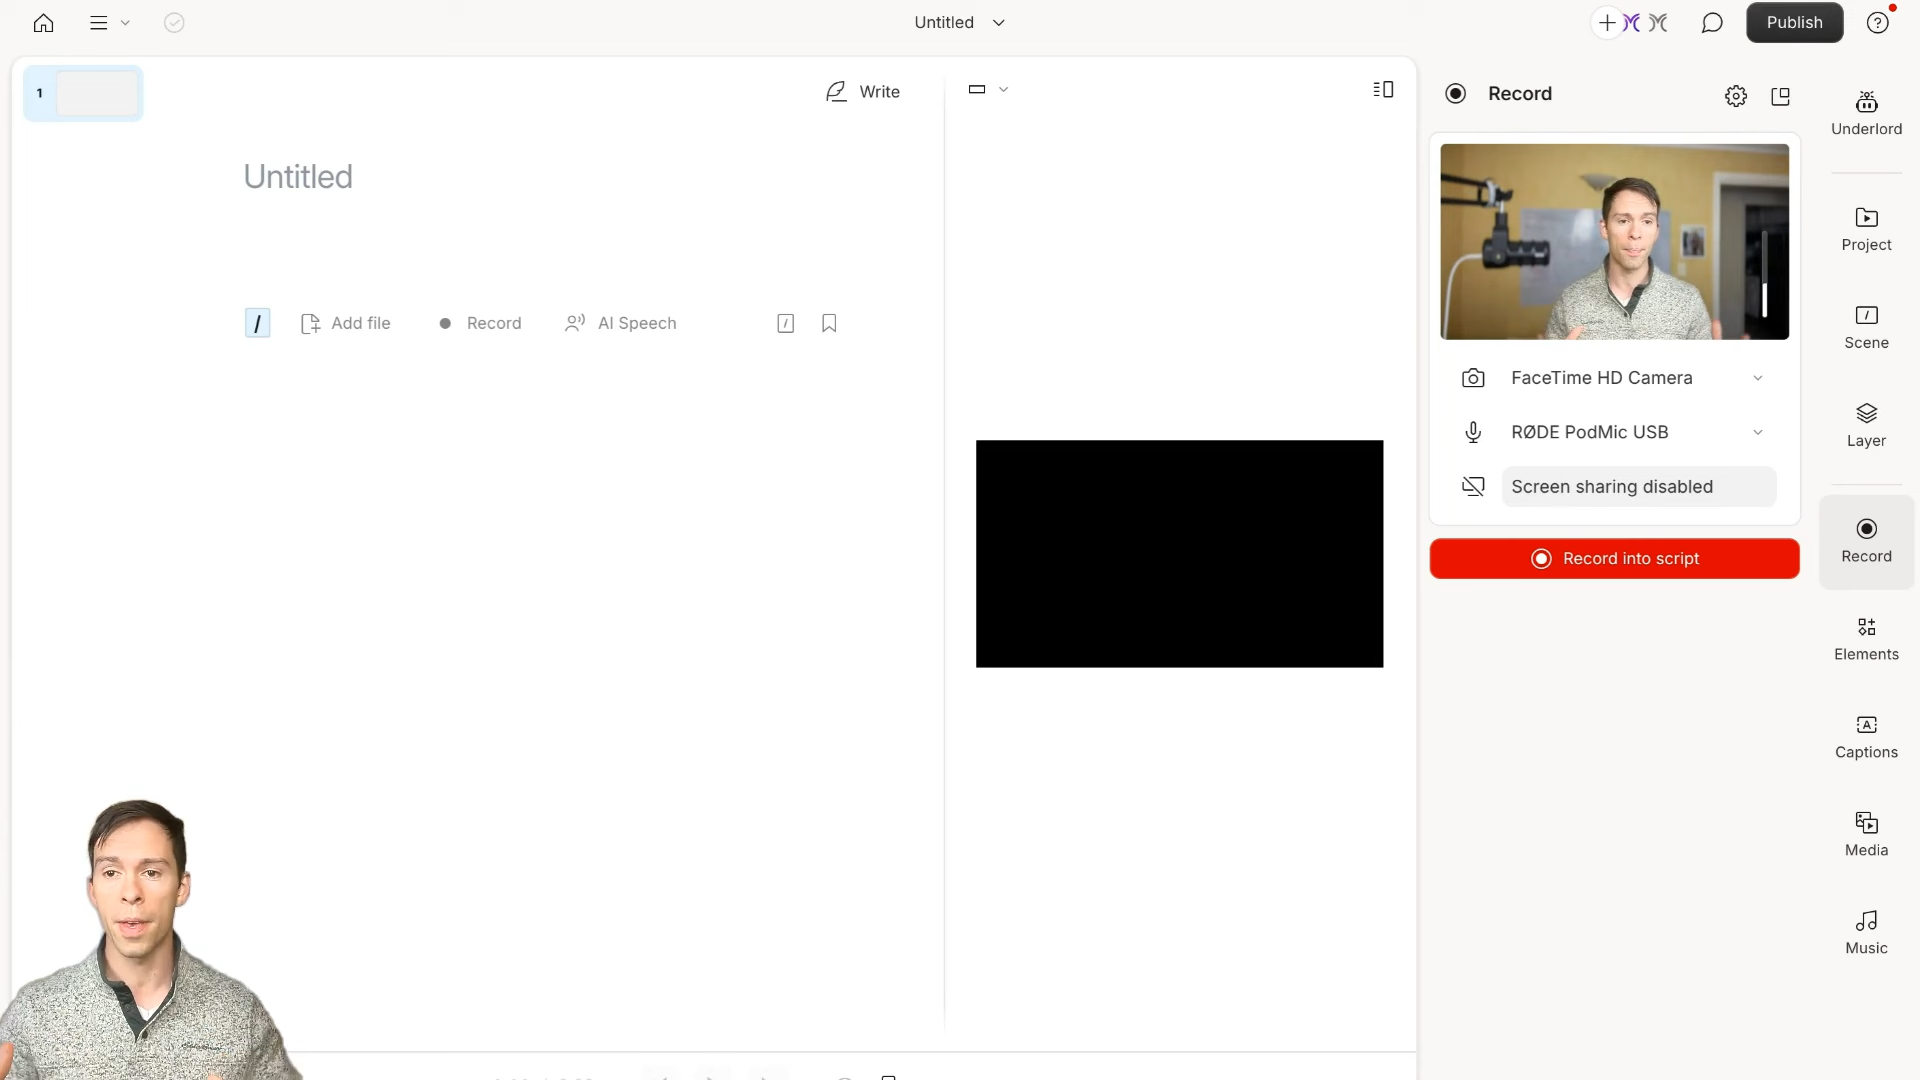 Untitled
Publish
1
Write
Untitled
/ Add file Record AI Speech
Record
FaceTime HD Camera
RØDE PodMic USB
Screen sharing disabled
Record into script
Underlord
Project
Scene
Layer
Record
Elements
Captions
Media
Music